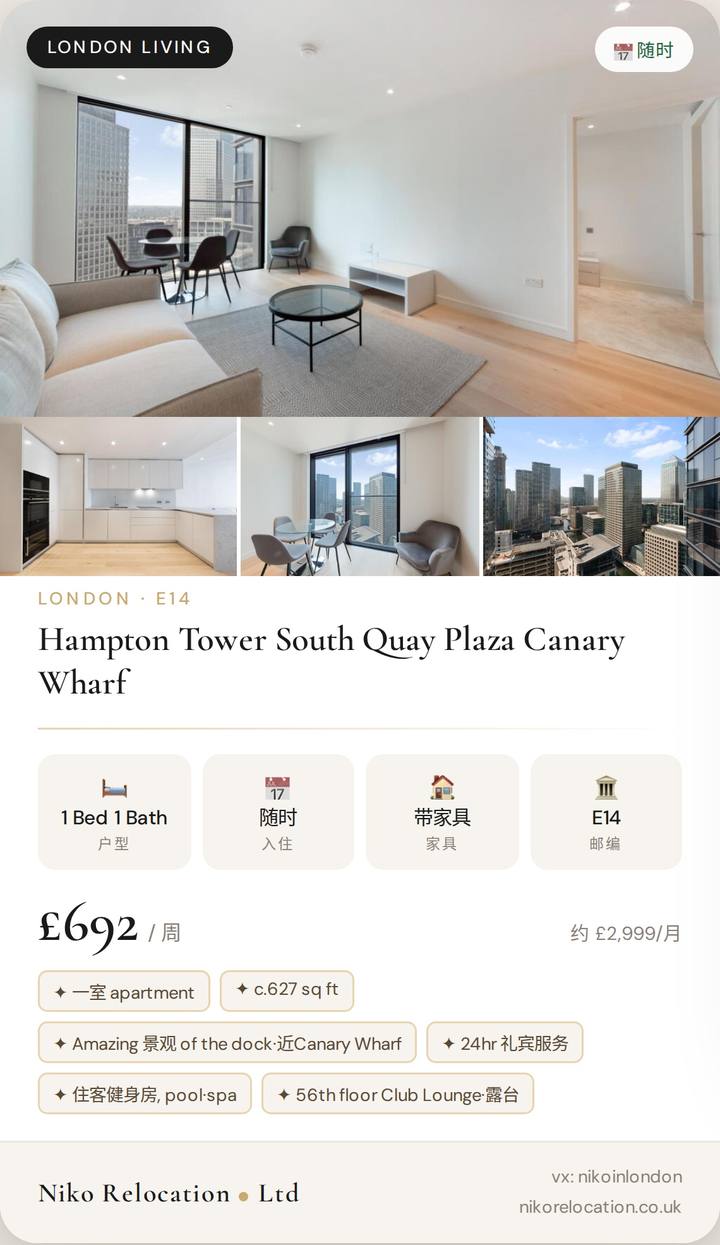 LONDON LIVING
📅 随时
LONDON · E14
Hampton Tower South Quay Plaza Canary
Wharf
🛏️ 📅 🏠 🏛️
1 Bed 1 Bath 随时 带家具 E14
户型 入住 家具 邮编
£692 / 周 约 £2,999/月
✦ 一室 apartment ✦ c.627 sq ft
✦ Amazing 景观 of the dock·近Canary Wharf ✦ 24hr 礼宾服务
✦ 住客健身房, pool·spa ✦ 56th floor Club Lounge·露台
Niko Relocation ● Ltd
vx: nikoinlondon
nikorelocation.co.uk